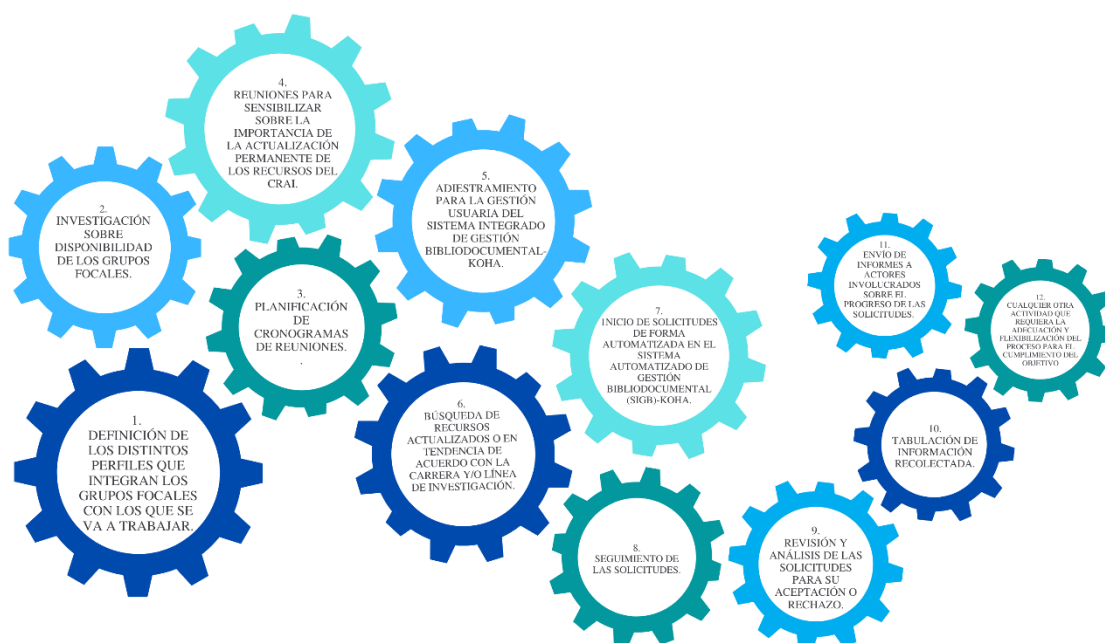 1.
DEFINICIÓN DE
LOS DISTINTOS
PERFILES QUE
INTEGRAN LOS
GRUPOS FOCALES
CON LOS QUE SE
VA A TRABAJAR.
2.
INVESTIGACIÓN
SOBRE
DISPONIBILIDAD
DE LOS GRUPOS
FOCALES.
3.
PLANIFICACIÓN
DE
CRONOGRAMAS
DE REUNIONES.
.
4.
REUNIONES PARA
SENSIBILIZAR
SOBRE LA
IMPORTANCIA DE
LA ACTUALIZACIÓN
PERMANENTE DE
LOS RECURSOS DEL
CRAI.
5.
ADIESTRAMIENTO
PARA LA GESTIÓN
USUARIA DEL
SISTEMA INTEGRADO
DE GESTIÓN
BIBLIODOCUMENTAL-
KOHA.
6.
BÚSQUEDA DE
RECURSOS
ACTUALIZADOS O EN
TENDENCIA DE
ACUERDO CON LA
CARRERA Y/O LÍNEA
DE INVESTIGACIÓN.
7.
INICIO DE SOLICITUDES
DE FORMA
AUTOMATIZADA EN EL
SISTEMA
AUTOMATIZADO DE
GESTIÓN
BIBLIODOCUMENTAL
(SIGB)-KOHA.
8.
SEGUIMIENTO DE
LAS SOLICITUDES.
9.
REVISIÓN Y
ANÁLISIS DE LAS
SOLICITUDES
PARA SU
ACEPTACIÓN O
RECHAZO.
10.
TABULACIÓN DE
INFORMACIÓN
RECOLECTADA.
11.
ENVÍO DE
INFORMES A
ACTORES
INVOLUCRADOS
SOBRE EL
PROGRESO DE LAS
SOLICITUDES.
12.
CUALQUIER OTRA
ACTIVIDAD QUE
REQUIERA LA
ADECUACIÓN Y
FLEXIBILIZACIÓN DEL
PROCESO PARA EL
CUMPLIMIENTO DEL
OBJETIVO